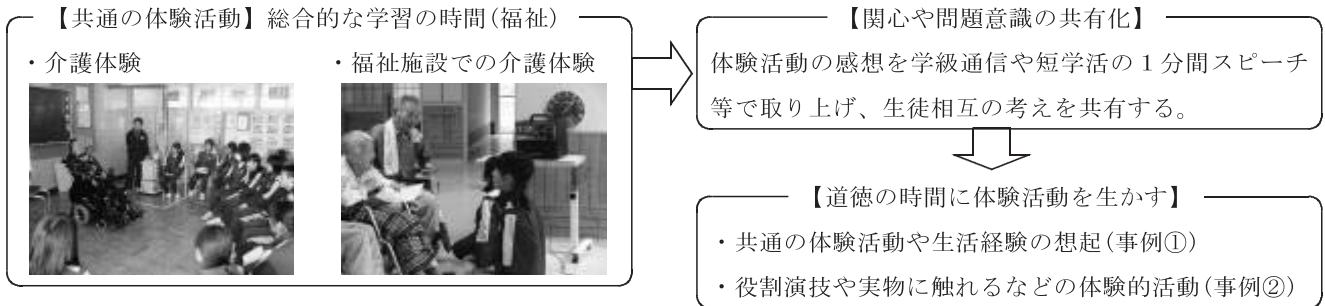 【共通の体験活動】総合的な学習の時間(福祉)
・介護体験
・福祉施設での介護体験
【関心や問題意識の共有化】
体験活動の感想を学級通信や短学活の1分間スピーチ
等で取り上げ、生徒相互の考えを共有する。
【道徳の時間に体験活動を生かす】
・共通の体験活動や生活経験の想起(事例①)
・役割演技や実物に触れるなどの体験的活動(事例②)